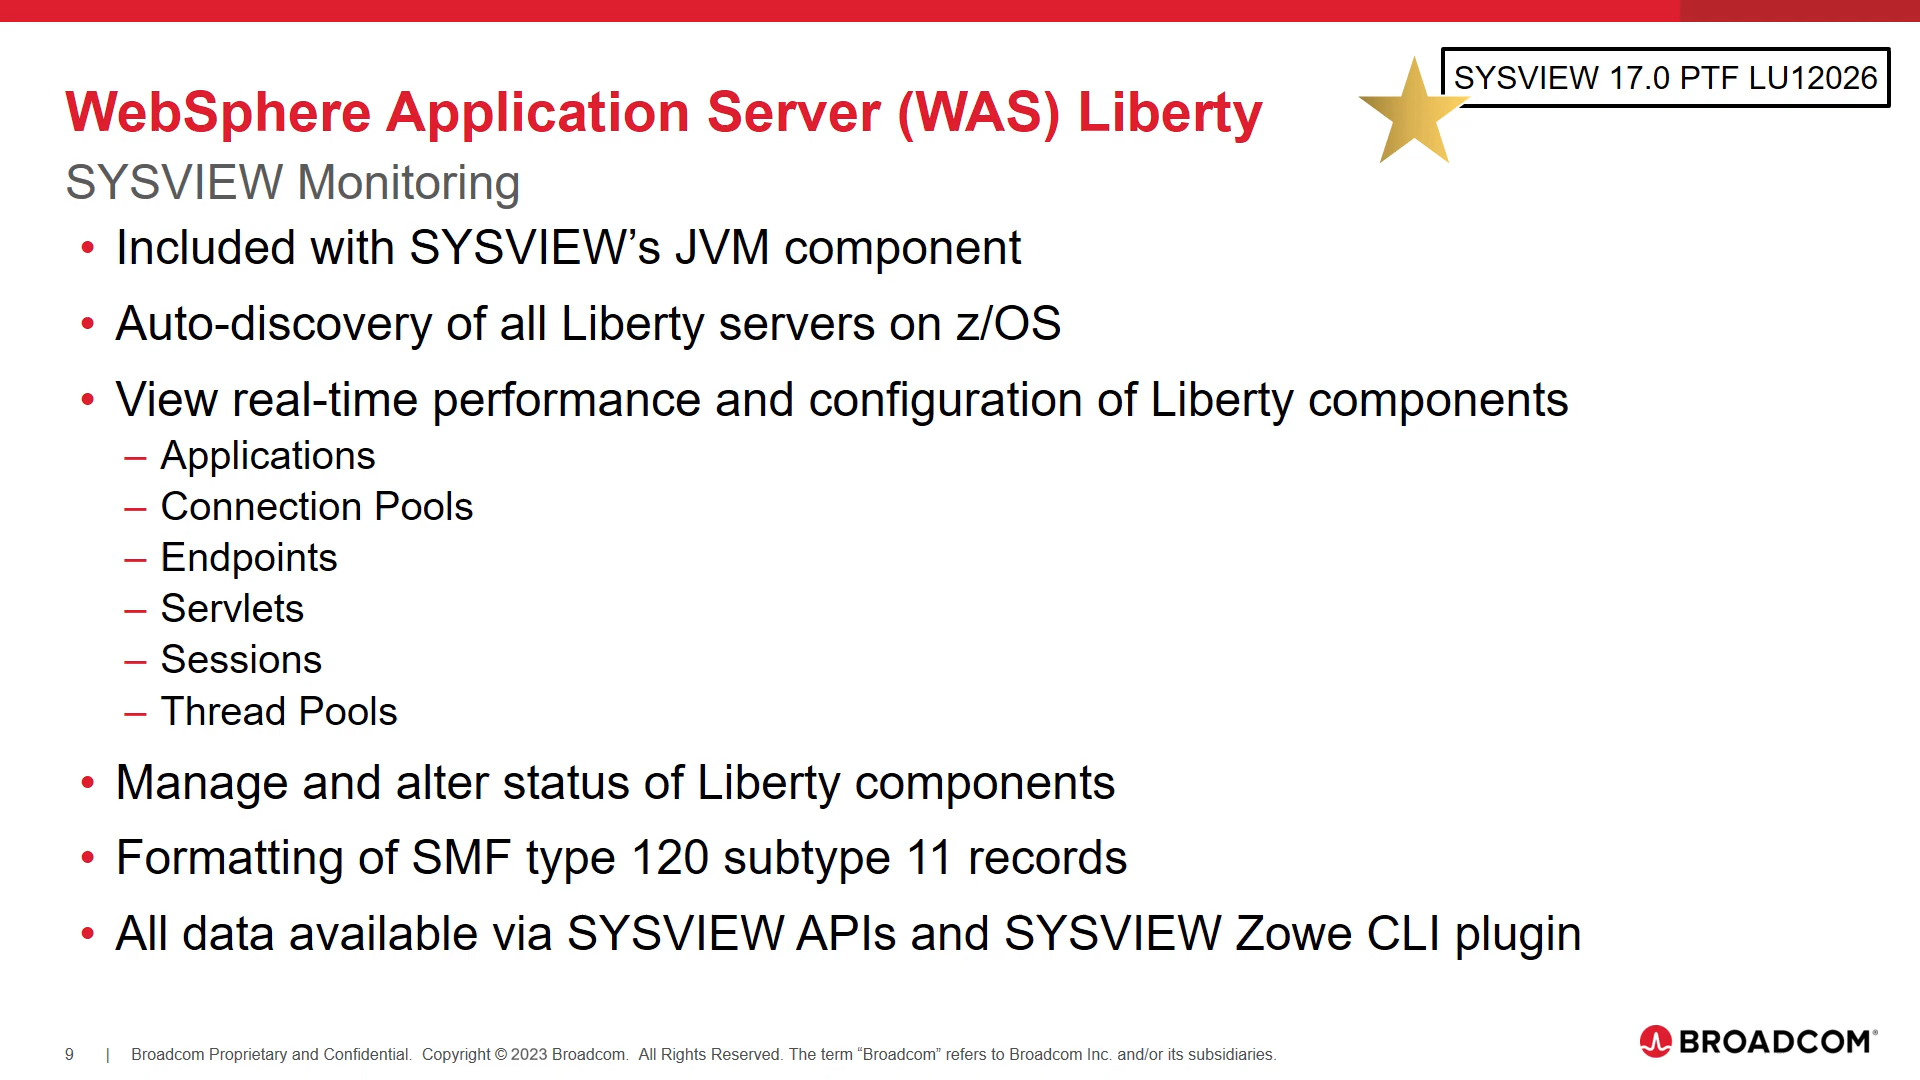 SYSVIEW 17.0 PTF LU12026
WebSphere Application Server (WAS) Liberty
SYSVIEW Monitoring
• Included with SYSVIEW’s JVM component
• Auto-discovery of all Liberty servers on z/OS
• View real-time performance and configuration of Liberty components
– Applications
– Connection Pools
– Endpoints
– Servlets
– Sessions
– Thread Pools
• Manage and alter status of Liberty components
• Formatting of SMF type 120 subtype 11 records
• All data available via SYSVIEW APIs and SYSVIEW Zowe CLI plugin
9 | Broadcom Proprietary and Confidential. Copyright © 2023 Broadcom. All Rights Reserved. The term “Broadcom” refers to Broadcom Inc. and/or its subsidiaries.
BROADCOM®